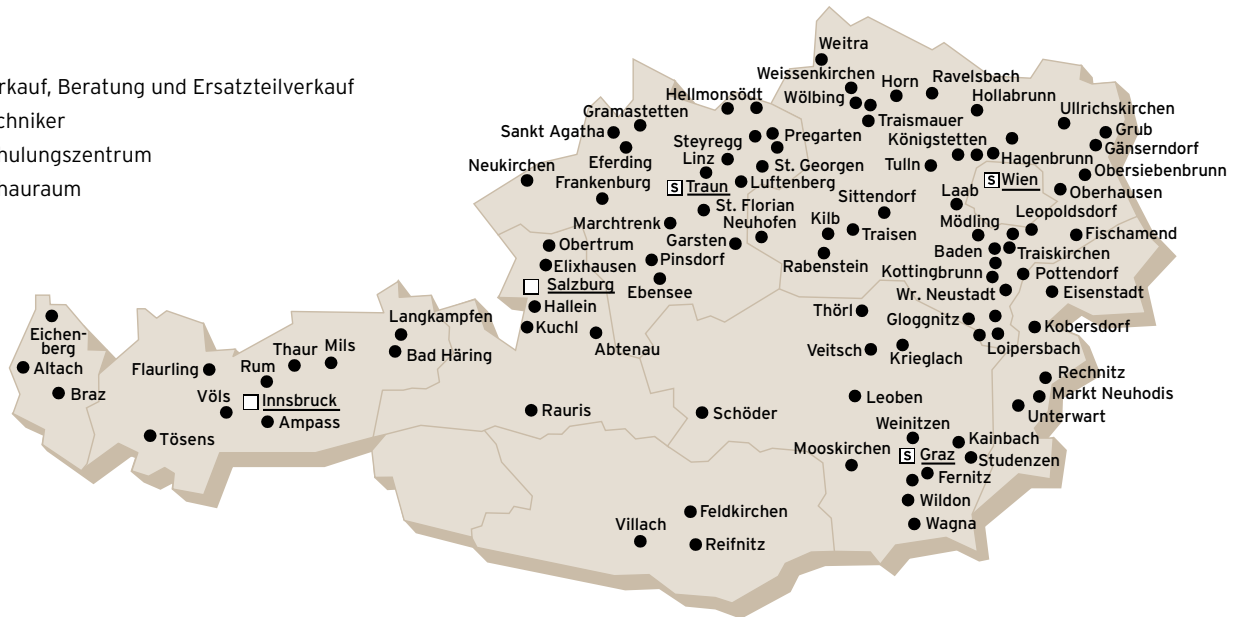 rkauf, Beratung und Ersatzteilverkauf
chniker
hulungszentrum
hauraum
Weitra
Weissenkirchen
Horn
Ravelsbach
Hellmonsödt
Wölbing
Hollabrunn
Gramastetten
Ullrichskirchen
Traismauer
Sankt Agatha
Steyregg
Pregarten
Königstetten
Grub
Gänserndorf
Eferding
Linz
Hagenbrunn
Neukirchen
St. Georgen
Tulln
Obersiebenbrunn
Frankenburg
S Traun
Luftenberg
S Wien
Laab
Oberhausen
Sittendorf
St. Florian
Marchtrenk
Neuhofen
Kilb
Mödling
Leopoldsdorf
Obertrum
Garsten
Traisen
Fischamend
Elixhausen
Pinsdorf
Rabenstein
Baden
Traiskirchen
Kottingbrunn
Pottendorf
Salzburg
Ebensee
Wr. Neustadt
Eisenstadt
Hallein
Thörl
Langkampfen
Gloggnitz
Kuchl
Kobersdorf
Eichen-
berg
Abtenau
Veitsch
Krieglach
Loipersbach
Thaur
Mils
Bad Häring
Altach
Flaurling
Rum
Rechnitz
Braz
Völs
Innsbruck
Leoben
Markt Neuhodis
Rauris
Schöder
Unterwart
Ampass
Weinitzen
Tösens
Mooskirchen
Kainbach
S Graz
Studenzen
Fernitz
Wildon
Feldkirchen
Villach
Wagna
Reifnitz